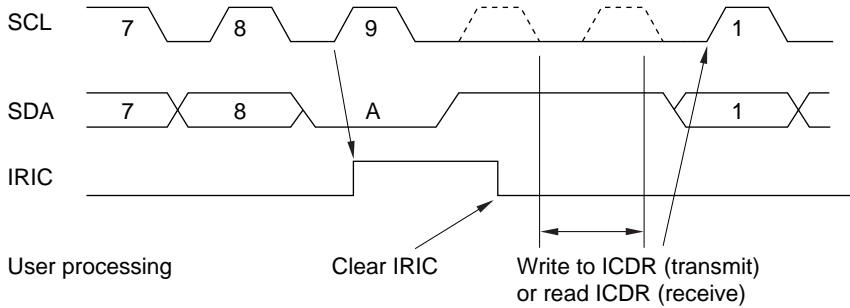 SCL 7 8 9 1
SDA 7 8 A 1
IRIC
User processing Clear IRIC Write to ICDR (transmit)
or read ICDR (receive)